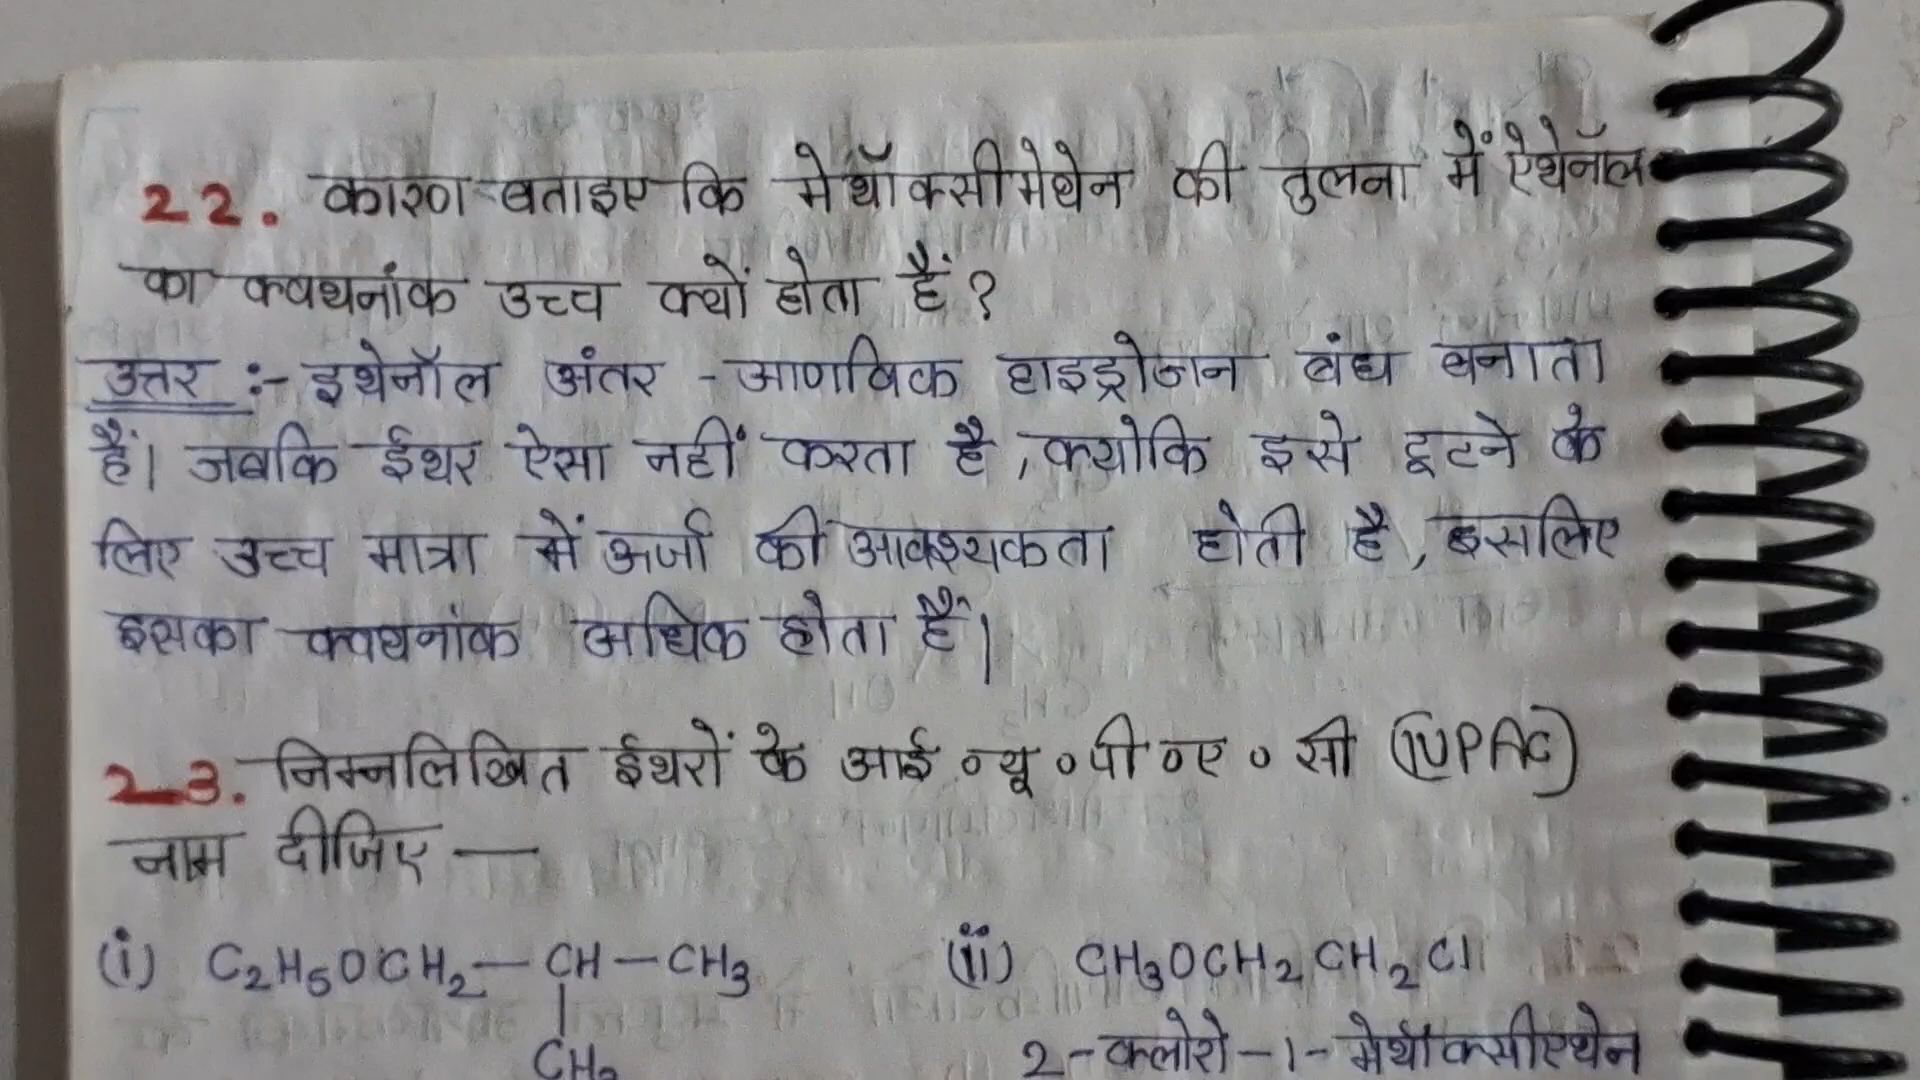 22. कारण बताइए कि मेथॉक्सीमेथेन की तुलना में ऐथेनॉल
का क्वथनांक उच्च क्यों होता हैं?
उत्तर :- इथेनॉल अंतर - आणविक हाइड्रोजन बंध बनाता
हैं। जबकि ईथर ऐसा नहीं करता है, क्योकि इसे टूटने के
लिए उच्च मात्रा में ऊर्जा की आवश्यकता होती है, इसलिए
इसका क्वथनांक अधिक होता हैं।
23. निम्नलिखित ईथरों के आई०यू०पी०ए०सी (IUPAC)
नाम दीजिए —
(i) C₂H₅OCH₂—CH—CH₃ (ii) CH₃OCH₂CH₂Cl
|
CH₃ 2-क्लोरो-1-मेथॉक्सीएथेन